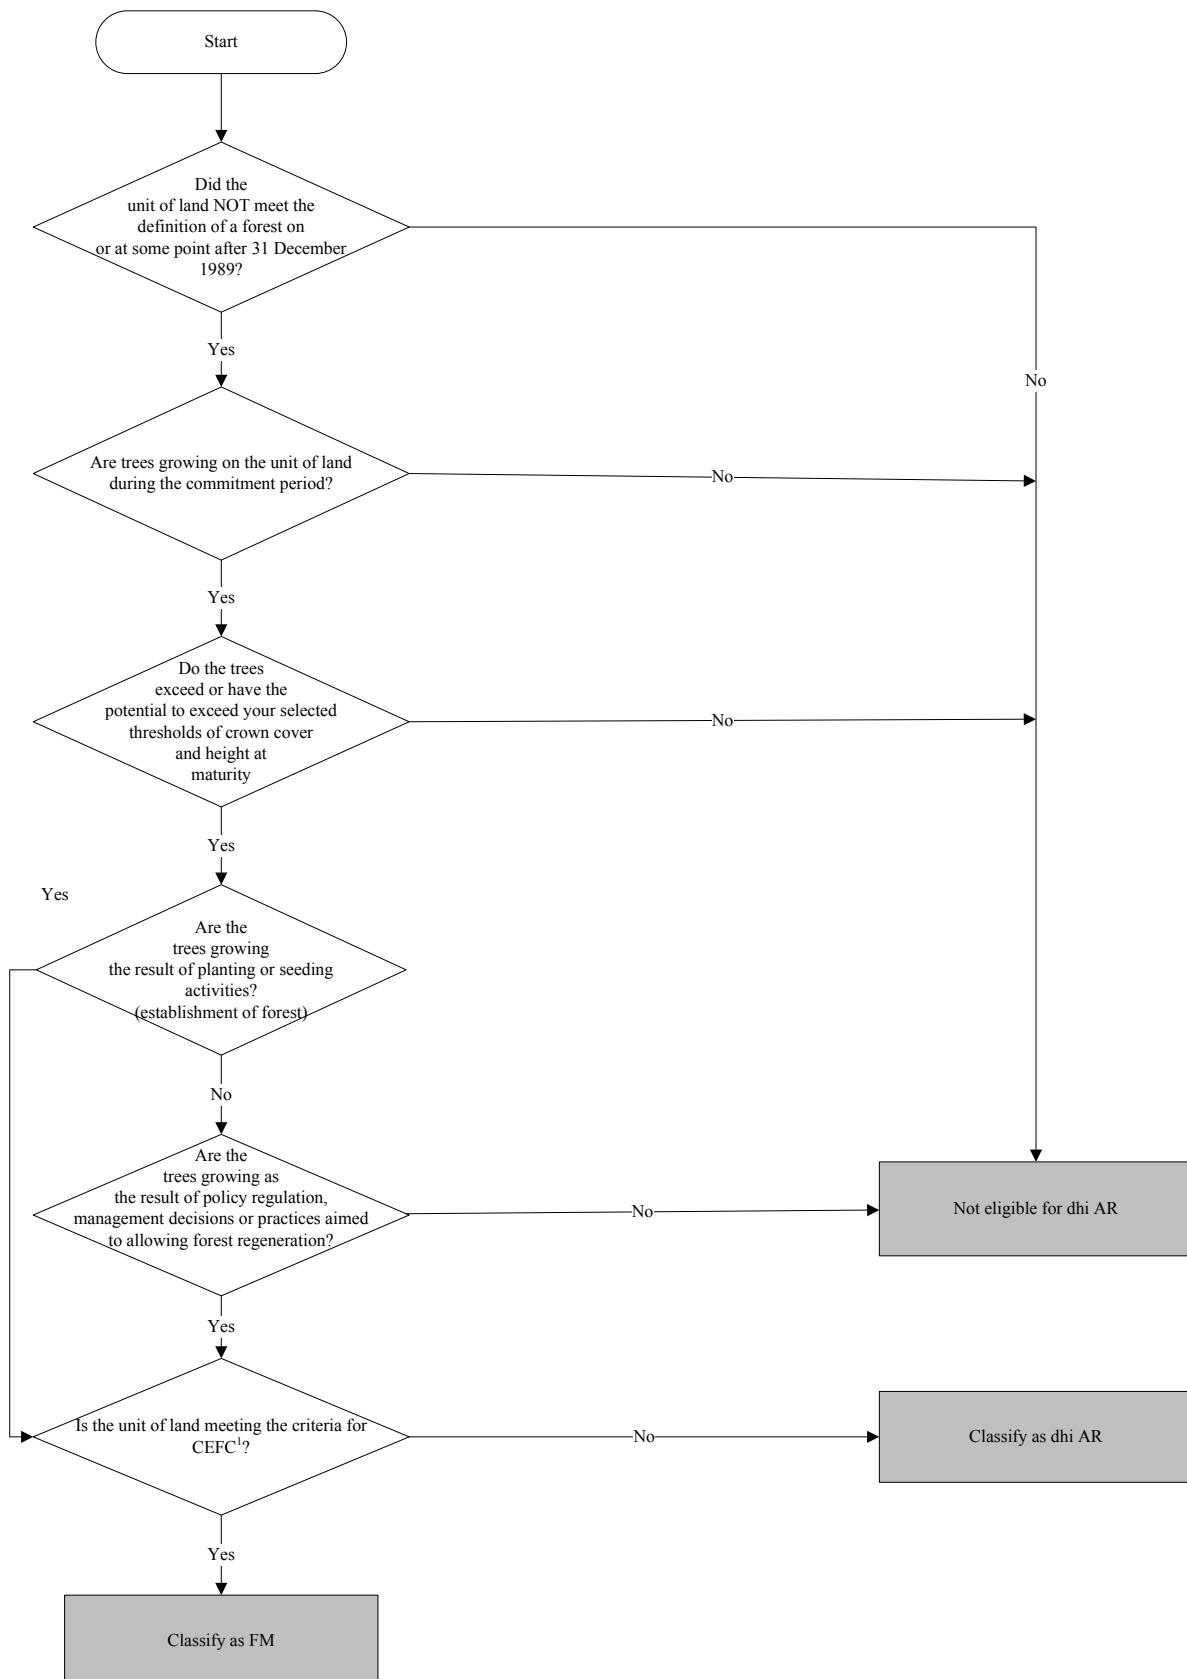 Start
Did the
unit of land NOT meet the
definition of a forest on
or at some point after 31 December
1989?
Yes
No
Are trees growing on the unit of land
during the commitment period?
No
Yes
Do the trees
exceed or have the
potential to exceed your selected
thresholds of crown cover
and height at
maturity
No
Yes
Yes
Are the
trees growing
the result of planting or seeding
activities?
(establishment of forest)
No
Are the
trees growing as
the result of policy regulation,
management decisions or practices aimed
to allowing forest regeneration?
No
Not eligible for dhi AR
Yes
Is the unit of land meeting the criteria for
CEFC¹?
No
Classify as dhi AR
Yes
Classify as FM